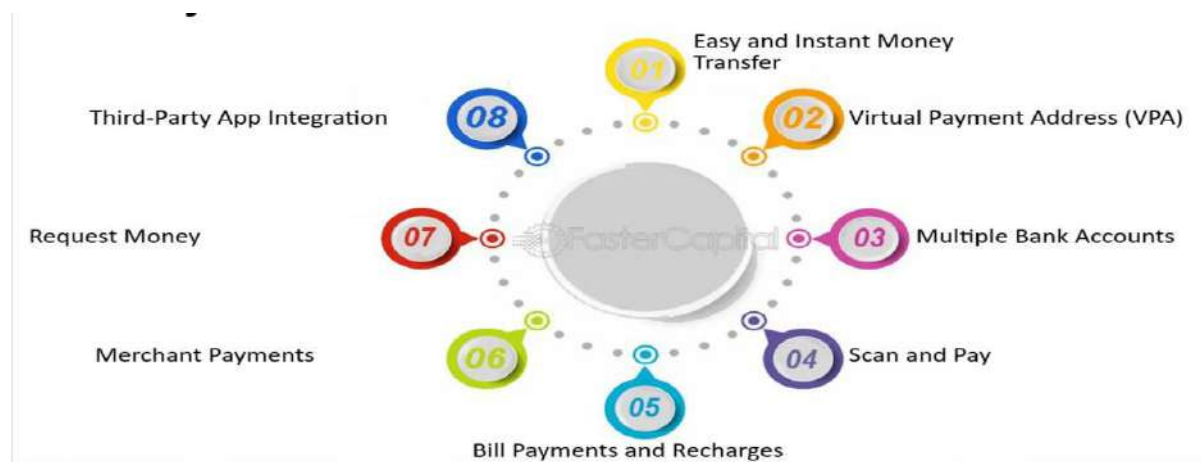 01
Easy and Instant Money
Transfer
02
Virtual Payment Address (VPA)
03
Multiple Bank Accounts
04
Scan and Pay
05
Bill Payments and Recharges
06
Merchant Payments
07
Request Money
08
Third-Party App Integration
FasterCapital